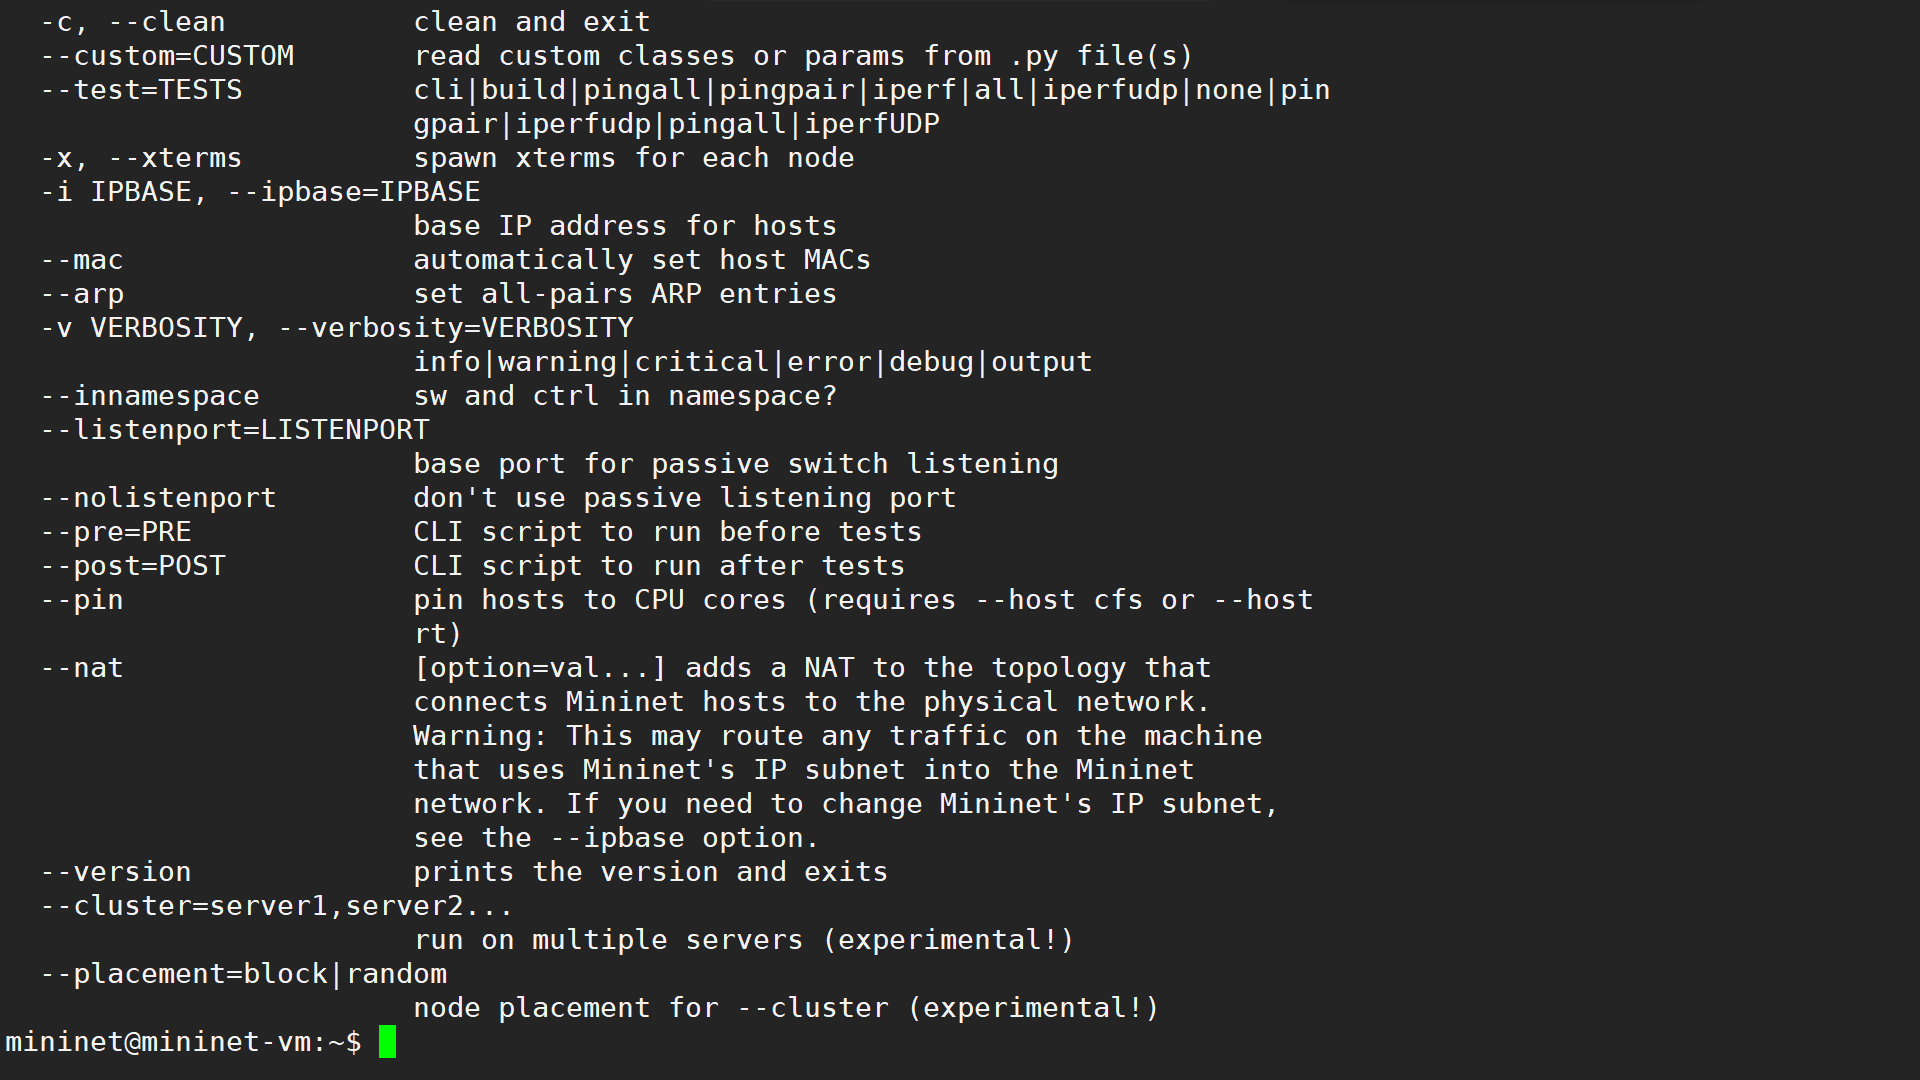 -c, --clean           clean and exit
--custom=CUSTOM       read custom classes or params from .py file(s)
--test=TESTS          cli|build|pingall|pingpair|iperf|all|iperfudp|none|pin
                      gpair|iperfudp|pingall|iperfUDP
-x, --xterms          spawn xterms for each node
-i IPBASE, --ipbase=IPBASE
                      base IP address for hosts
--mac                 automatically set host MACs
--arp                 set all-pairs ARP entries
-v VERBOSITY, --verbosity=VERBOSITY
                      info|warning|critical|error|debug|output
--innamespace         sw and ctrl in namespace?
--listenport=LISTENPORT
                      base port for passive switch listening
--nolistenport        don't use passive listening port
--pre=PRE             CLI script to run before tests
--post=POST           CLI script to run after tests
--pin                 pin hosts to CPU cores (requires --host cfs or --host
                      rt)
--nat                 [option=val...] adds a NAT to the topology that
                      connects Mininet hosts to the physical network.
                      Warning: This may route any traffic on the machine
                      that uses Mininet's IP subnet into the Mininet
                      network. If you need to change Mininet's IP subnet,
                      see the --ipbase option.
--version             prints the version and exits
--cluster=server1,server2...
                      run on multiple servers (experimental!)
--placement=block|random
                      node placement for --cluster (experimental!)
mininet@mininet-vm:~$